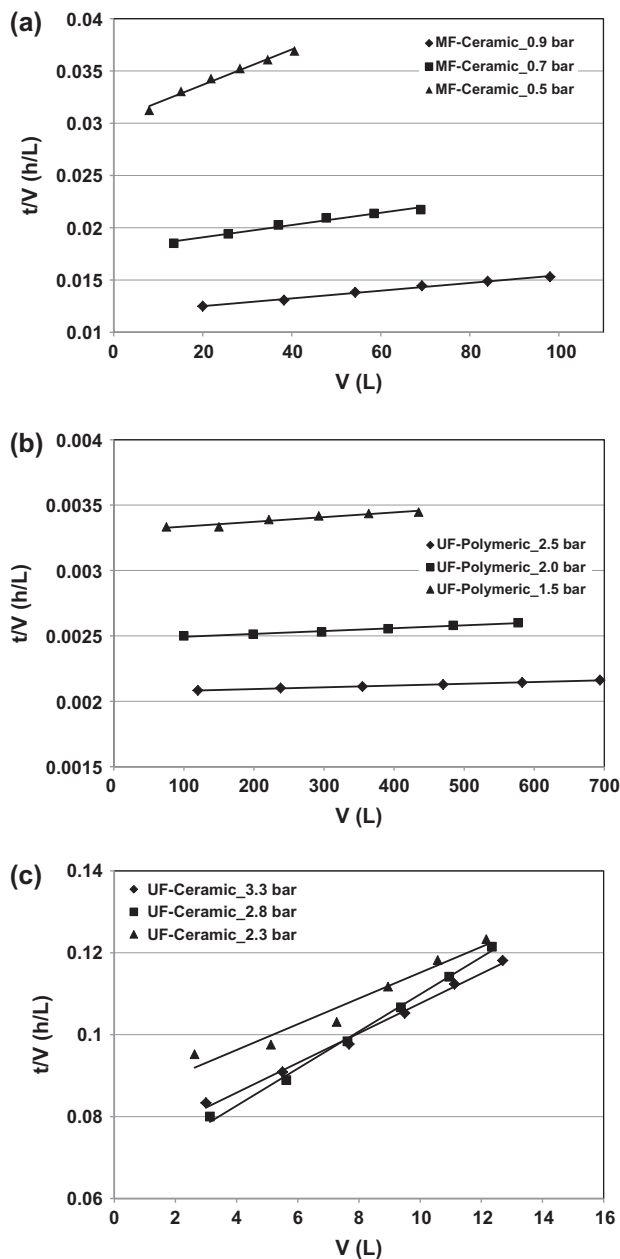 (a)
0.04
0.035
0.03
0.025
0.02
0.015
0.01
t/V (h/L)
MF-Ceramic_0.9 bar
MF-Ceramic_0.7 bar
MF-Ceramic_0.5 bar
0 20 40 60 80 100
V (L)
(b)
0.004
0.0035
0.003
0.0025
0.002
0.0015
t/V (h/L)
UF-Polymeric_2.5 bar
UF-Polymeric_2.0 bar
UF-Polymeric_1.5 bar
0 100 200 300 400 500 600 700
V (L)
(c)
0.14
0.12
0.1
0.08
0.06
t/V (h/L)
UF-Ceramic_3.3 bar
UF-Ceramic_2.8 bar
UF-Ceramic_2.3 bar
0 2 4 6 8 10 12 14 16
V (L)